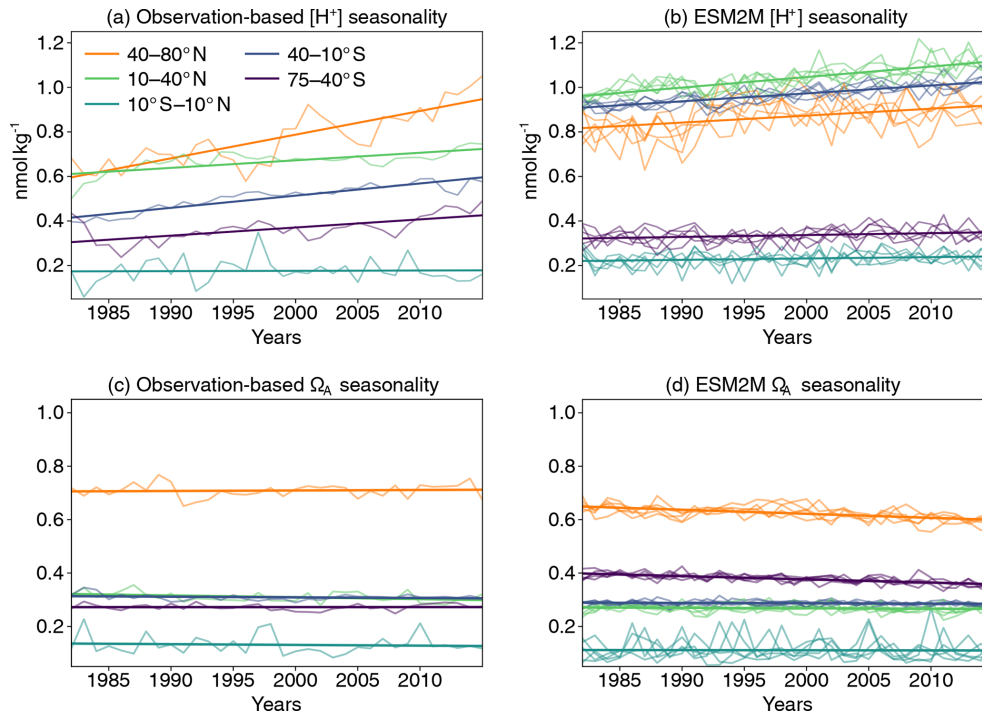 (a) Observation-based [H⁺] seasonality
1.2
1.0
0.8
0.6
0.4
0.2
nmol kg⁻¹
40–80°N
10–40°N
10°S–10°N
40–10°S
75–40°S
1985 1990 1995 2000 2005 2010
Years
(b) ESM2M [H⁺] seasonality
1.2
1.0
0.8
0.6
0.4
0.2
nmol kg⁻¹
1985 1990 1995 2000 2005 2010
Years
(c) Observation-based Ω_A seasonality
1.0
0.8
0.6
0.4
0.2
1985 1990 1995 2000 2005 2010
Years
(d) ESM2M Ω_A seasonality
1.0
0.8
0.6
0.4
0.2
1985 1990 1995 2000 2005 2010
Years